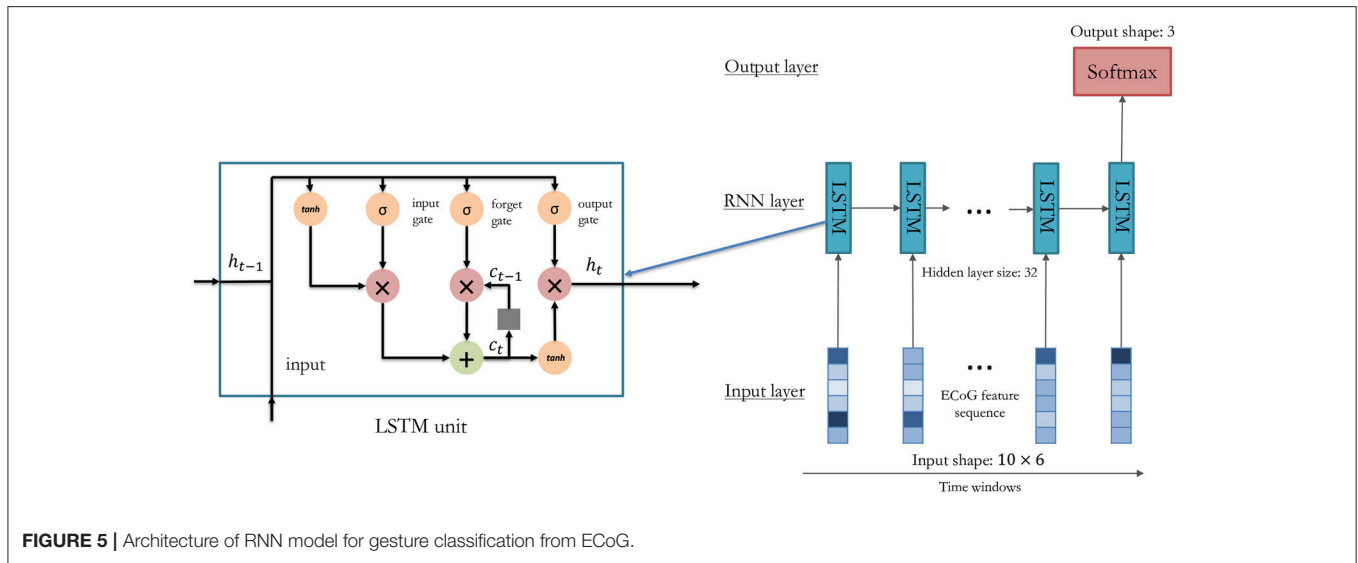 Output shape: 3
Output layer
Softmax
RNN layer
LSTM
LSTM
...
LSTM
LSTM
Hidden layer size: 32
tanh
σ
input
gate
σ
forget
gate
σ
output
gate
h_{t-1}
×
×
c_{t-1}
×
h_t
input
+
c_t
tanh
LSTM unit
Input layer
...
ECoG feature
sequence
Input shape: 10 × 6
Time windows
FIGURE 5 | Architecture of RNN model for gesture classification from ECoG.